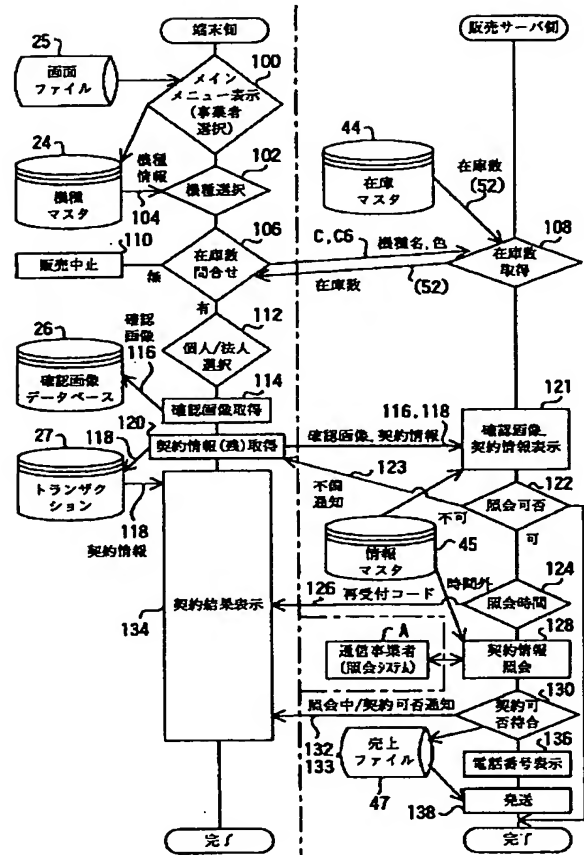 端末側
販売サーバ側
25
画面
ファイル
100
メイン
メニュー表示
(事業者
選択)
24
機種
マスタ
機種
情報
104
102
機種選択
44
在庫
マスタ
在庫数
(52)
110
販売中止
無
106
在庫数
問合せ
有
C,C6
機種名,色
在庫数
(52)
108
在庫数
取得
112
個人/法人
選択
26
確認画像
データベース
確認
画像
116
114
確認画像取得
120
契約情報(残)取得
27
トランザク
ション
118
118
契約情報
確認画像,契約情報
116,118
121
確認画像,
契約情報表示
123
不備
通知
不可
122
照会可否
可
情報
マスタ
45
時間外
124
照会時間
126
再受付コード
134
契約結果表示
A
通信事業者
(照会システム)
128
契約情報
照会
照会中/契約可否通知
130
契約可
否待合
132
133
売上
ファイル
47
136
電話番号表示
138
発送
完了
完了